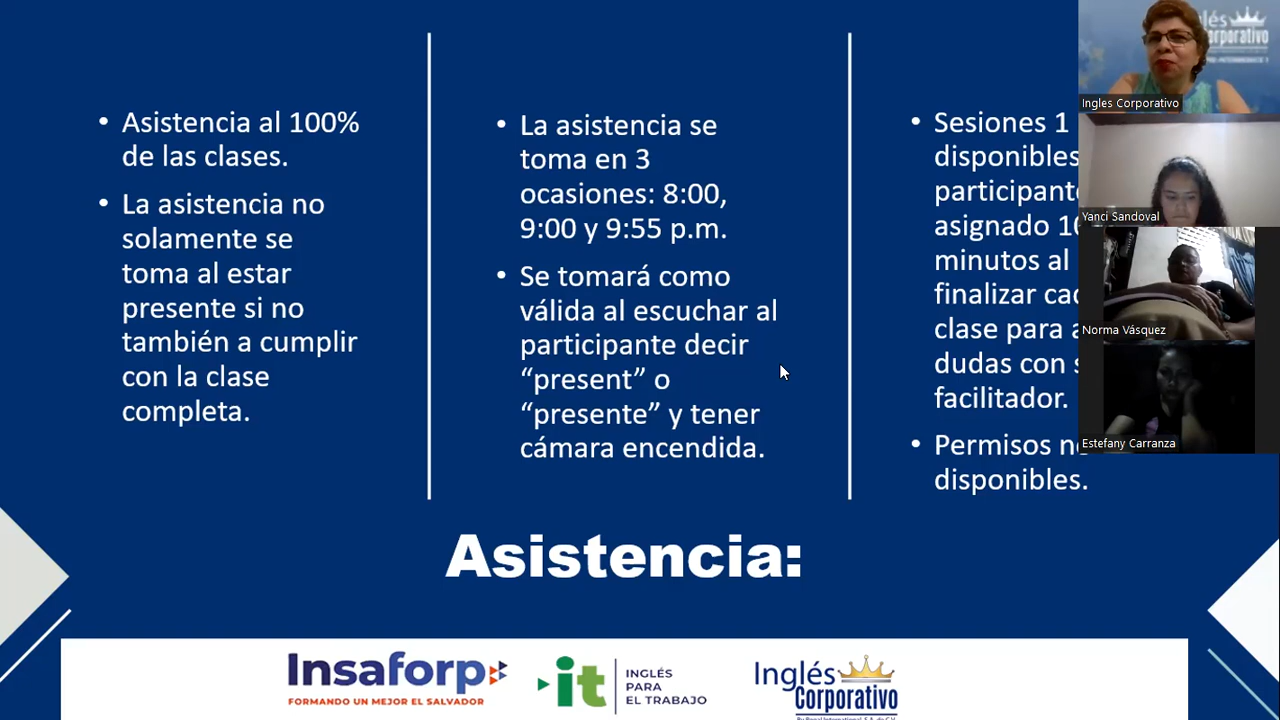 • Asistencia al 100%
de las clases.
• La asistencia no
solamente se
toma al estar
presente si no
también a cumplir
con la clase
completa.
• La asistencia se
toma en 3
ocasiones: 8:00,
9:00 y 9:55 p.m.
• Se tomará como
válida al escuchar al
participante decir
“present” o
“presente” y tener
cámara encendida.
• Sesiones 1
disponibles
asignado
minutos al
finalizar
clase para
dudas con
facilitador.
• Permisos
disponibles.
Asistencia:
Insaforp
FORMANDO UN MEJOR EL SALVADOR
it
INGLÉS
PARA
EL TRABAJO
Inglés
Corporativo
Ingles Corporativo
Yanci Sandoval
Norma Vásquez
Estefany Carranza